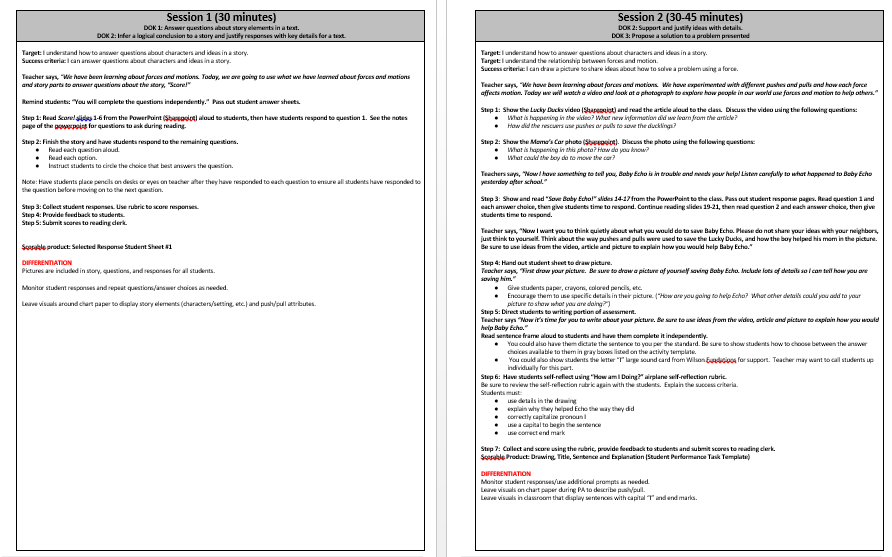 Session 1 (30 minutes)
DOK 1: Answer questions about story elements in a text.
DOK 2: Infer a logical conclusion to a story and justify responses with key details for a text.
Target: I understand how to answer questions about characters and ideas in a story.
Success criteria: I can answer questions about characters and ideas in a story.
Teacher says, "We have been learning about forces and motions. Today, we are going to use what we have learned about forces and motions
and story parts to answer questions about the story, "Score!"
Remind students: "You will complete the questions independently." Pass out student answer sheets.
Step 1: Read Score! slides 1-6 from the PowerPoint (Sharepoint) aloud to students, then have students respond to question 1. See the notes
page of the powerpoint for questions to ask during reading.
Step 2: Finish the story and have students respond to the remaining questions.
● Read each question aloud.
● Read each option.
● Instruct students to circle the choice that best answers the question.
Note: Have students place pencils on desks or eyes on teacher after they have responded to each question to ensure all students have responded to
the question before moving on to the next question.
Step 3: Collect student responses. Use rubric to score responses.
Step 4: Provide feedback to students.
Step 5: Submit scores to reading clerk.
Scorable product: Selected Response Student Sheet #1
DIFFERENTIATION
Pictures are included in story, questions, and responses for all students.
Monitor student responses and repeat questions/answer choices as needed.
Leave visuals around chart paper to display story elements (characters/setting, etc.) and push/pull attributes.
Session 2 (30-45 minutes)
DOK 2: Support and justify ideas with details.
DOK 3: Propose a solution to a problem presented
Target: I understand how to answer questions about characters and ideas in a story.
Target: I understand the relationship between forces and motion.
Success criteria: I can draw a picture to share ideas about how to solve a problem using a force.
Teacher says, "We have been learning about forces and motions. We have experimented with different pushes and pulls and how each force
affects motion. Today we will watch a video and look at a photograph to explore how people in our world use forces and motion to help others."
Step 1: Show the Lucky Ducks video (Sharepoint) and read the article aloud to the class. Discuss the video using the following questions:
● What is happening in the video? What new information did we learn from the article?
● How did the rescuers use pushes or pulls to save the ducklings?
Step 2: Show the Mama's Car photo (Sharepoint). Discuss the photo using the following questions:
● What is happening in this photo? How do you know?
● What could the boy do to move the car?
Teacher says, "Now I have something to tell you, Baby Echo is in trouble and needs your help! Listen carefully to what happened to Baby Echo
yesterday after school."
Step 3: Show and read "Save Baby Echo!" slides 14-17 from the PowerPoint to the class. Pass out student response pages. Read question 1 and
each answer choice, then give students time to respond. Continue reading slides 19-21, then read question 2 and each answer choice, then give
students time to respond.
Teacher says, "Now I want you to think quietly about what you would do to save Baby Echo. Please do not share your ideas with your neighbors,
just think to yourself. Think about the way pushes and pulls were used to save the Lucky Ducks, and how the boy helped his mom in the picture.
Be sure to use ideas from the video, article and picture to explain how you would help Baby Echo."
Step 4: Hand out student sheet to draw picture.
Teacher says, "First draw your picture. Be sure to draw a picture of yourself saving Baby Echo. Include lots of details so I can tell how you are
saving him."
● Give students paper, crayons, colored pencils, etc.
● Encourage them to use specific details in their picture. ("How are you going to help Echo? What other details could you add to your
picture to show what you are doing?")
Step 5: Direct students to writing portion of assessment.
Teacher says "Now it's time for you to write about your picture. Be sure to use ideas from the video, article and picture to explain how you would
help Baby Echo."
Read sentence frame aloud to students and have them complete it independently.
● You could also have them dictate the sentence to you per the standard. Be sure to show students how to choose between the answer
choices available to them in gray boxes listed on the activity template.
● You could also show students the letter "I" large sound card from Wilson Fundations for support. Teacher may want to call students up
individually for this part.
Step 6: Have students self-reflect using "How am I Doing?" airplane self-reflection rubric.
Be sure to review the self-reflection rubric again with the students. Explain the success criteria.
Students must:
● use details in the drawing
● explain why they helped Echo the way they did
● correctly capitalize pronoun I
● use a capital to begin the sentence
● use correct end mark
Step 7: Collect and score using the rubric, provide feedback to students and submit scores to reading clerk.
Scorable Product: Drawing, Title, Sentence and Explanation (Student Performance Task Template)
DIFFERENTIATION
Monitor student responses/use additional prompts as needed.
Leave visuals on chart paper during PA to describe push/pull.
Leave visuals in classroom that display sentences with capital "I" and end marks.